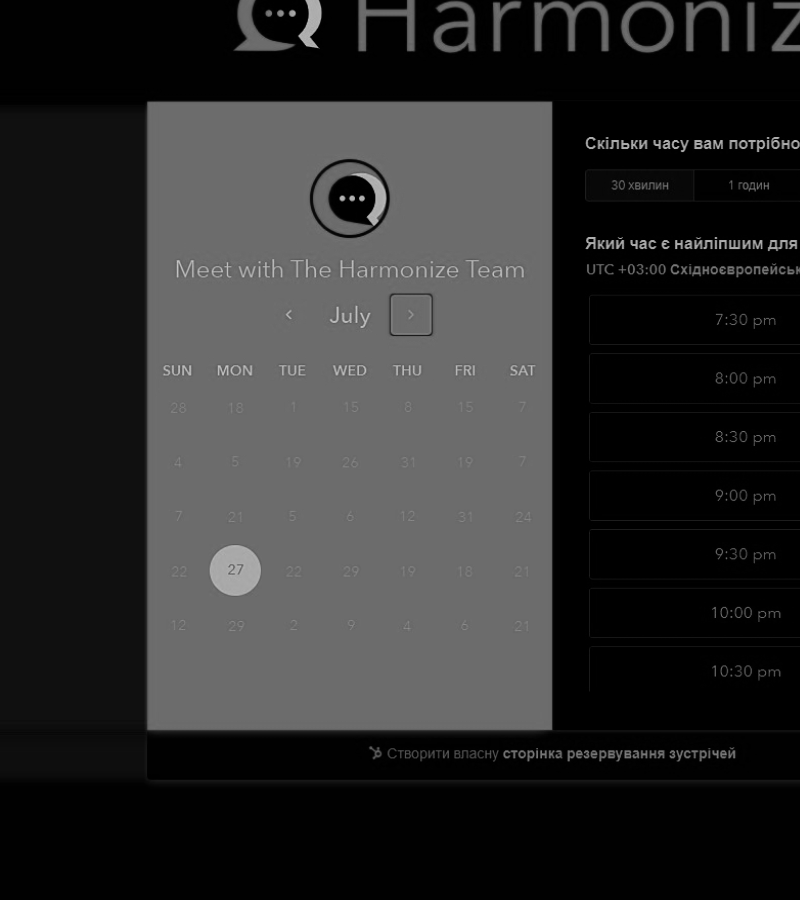 Harmoniz
Meet with The Harmonize Team
July
SUN MON TUE WED THU FRI SAT
28 18 1 15 8 15 7
4 5 19 26 31 19 7
7 21 5 6 12 31 24
22 27 22 29 19 18 21
12 29 2 9 4 6 21
Скільки часу вам потрібно
30 хвилин 1 годин
Який час є найліпшим для
UTC +03:00 Східноєвропейськ
7:30 pm
8:00 pm
8:30 pm
9:00 pm
9:30 pm
10:00 pm
10:30 pm
Створити власну сторінка резервування зустрічей